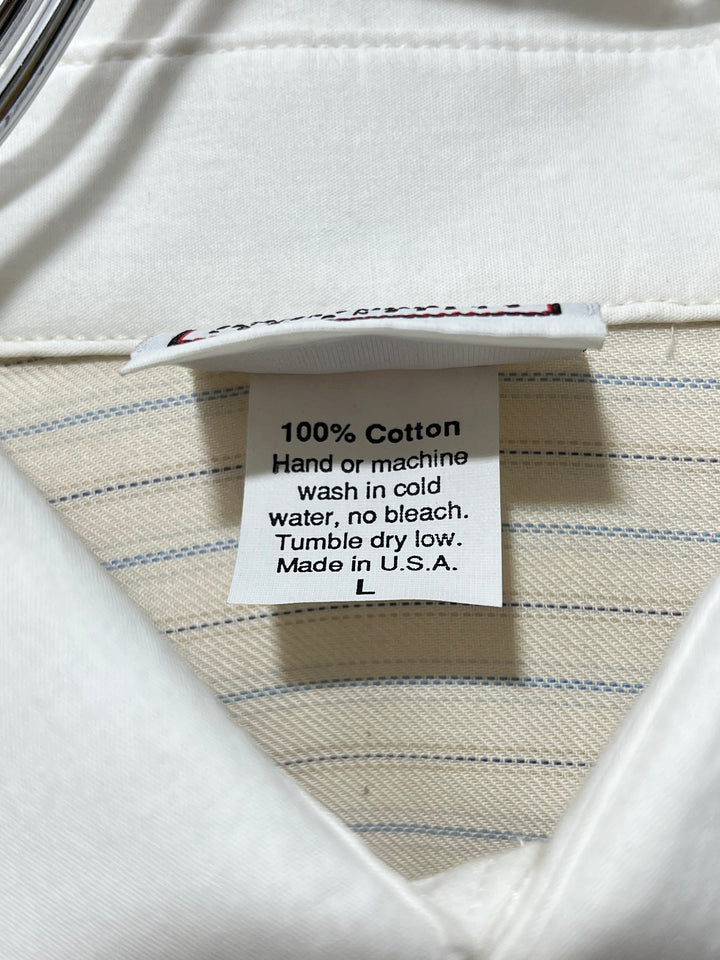 100% Cotton
Hand or machine
wash in cold
water, no bleach.
Tumble dry low.
Made in U.S.A.
L